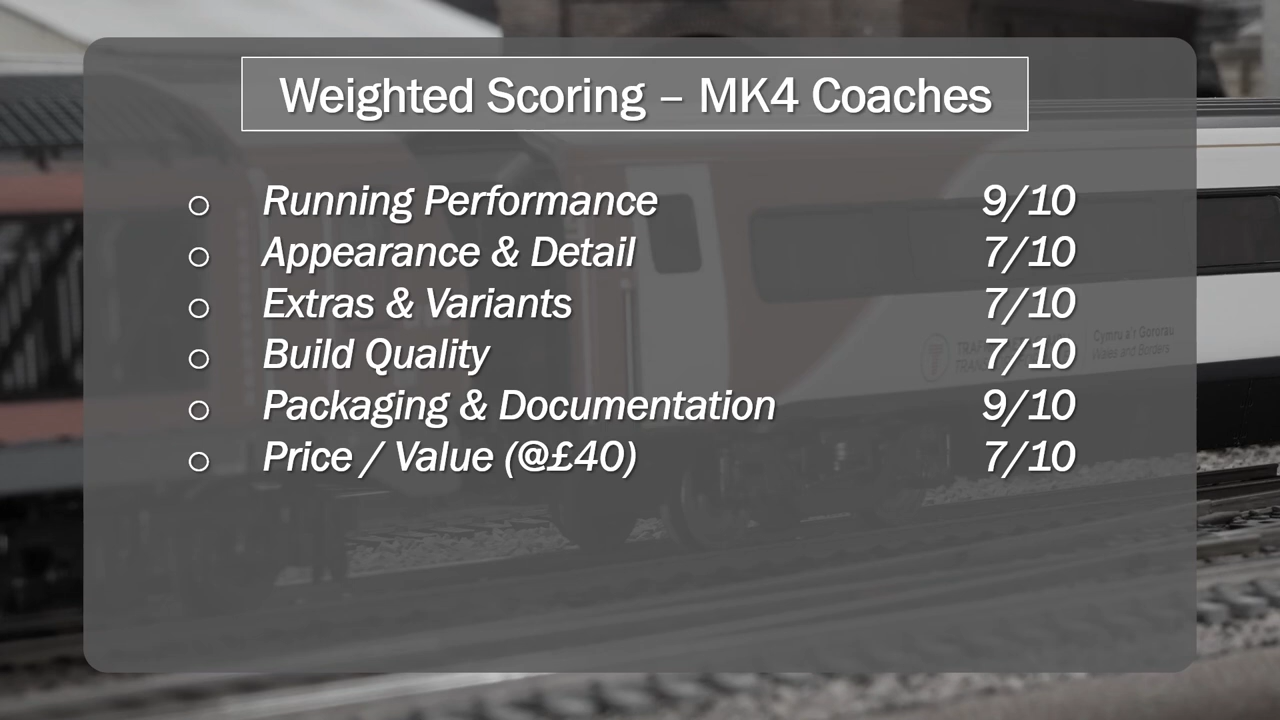 Weighted Scoring – MK4 Coaches
Running Performance 9/10
Appearance & Detail 7/10
Extras & Variants 7/10
Build Quality 7/10
Packaging & Documentation 9/10
Price / Value (@£40) 7/10
Cymru a'r Gororau
Wales and Borders